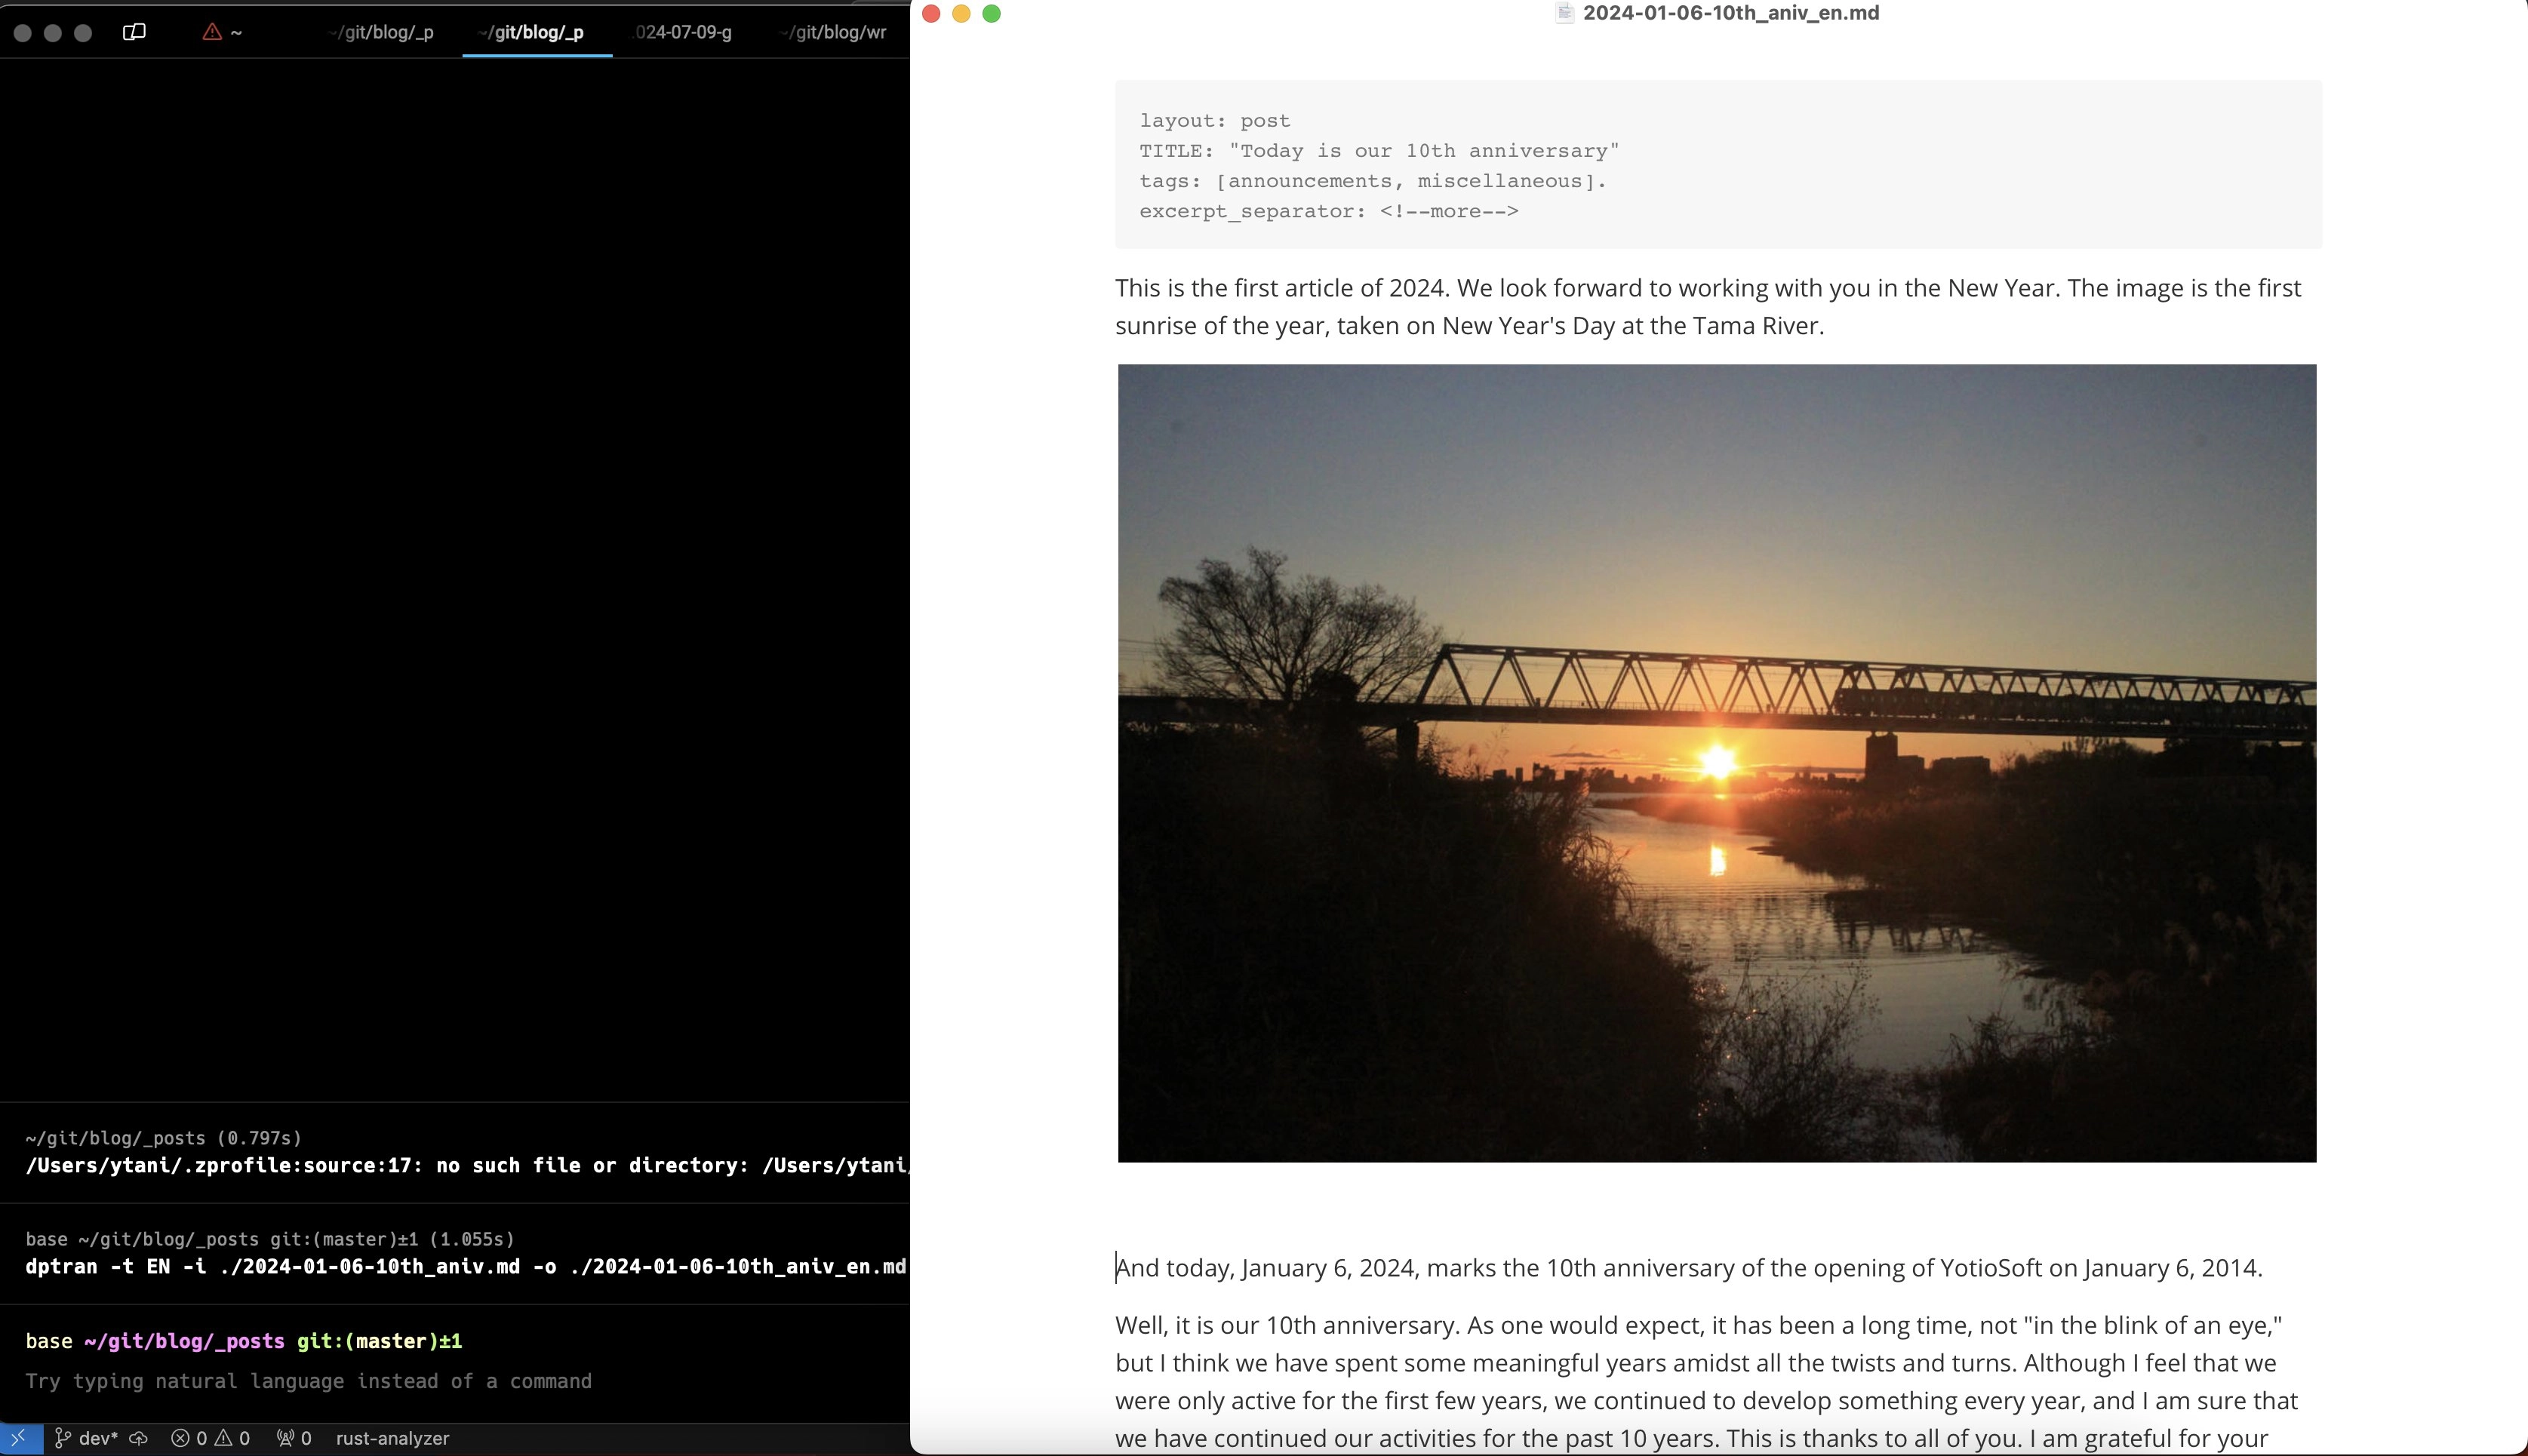 ~
~/git/blog/_p
~/git/blog/_p
024-07-09-g
~/git/blog/wr
~/git/blog/_posts (0.797s)
/Users/ytani/.zprofile:source:17: no such file or directory: /Users/ytani/
base ~/git/blog/_posts git:(master)±1 (1.055s)
dptran -t EN -i ./2024-01-06-10th_aniv.md -o ./2024-01-06-10th_aniv_en.md
base ~/git/blog/_posts git:(master)±1
Try typing natural language instead of a command
dev* 0 0 0 rust-analyzer
2024-01-06-10th_aniv_en.md
layout: post
TITLE: "Today is our 10th anniversary"
tags: [announcements, miscellaneous].
excerpt_separator: <!--more-->
This is the first article of 2024. We look forward to working with you in the New Year. The image is the first
sunrise of the year, taken on New Year's Day at the Tama River.
And today, January 6, 2024, marks the 10th anniversary of the opening of YotioSoft on January 6, 2014.
Well, it is our 10th anniversary. As one would expect, it has been a long time, not "in the blink of an eye,"
but I think we have spent some meaningful years amidst all the twists and turns. Although I feel that we
were only active for the first few years, we continued to develop something every year, and I am sure that
we have continued our activities for the past 10 years. This is thanks to all of you. I am grateful for your